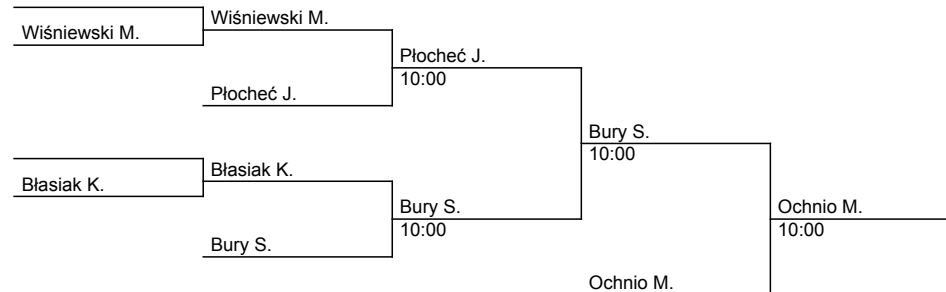 Wiśniewski M.
Wiśniewski M.
Płocheć J.
10:00
Płocheć J.
Bury S.
10:00
Błasiak K.
Błasiak K.
Bury S.
10:00
Ochnio M.
10:00
Bury S.
Ochnio M.